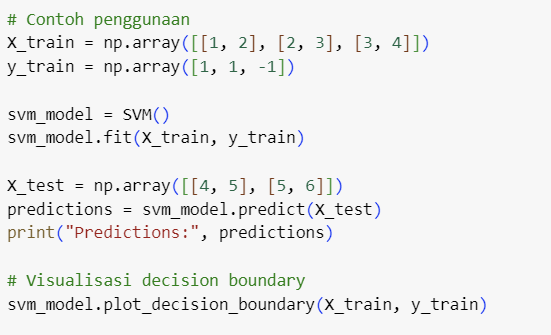 # Contoh penggunaan
X_train = np.array([[1, 2], [2, 3], [3, 4]])
y_train = np.array([1, 1, -1])
svm_model = SVM()
svm_model.fit(X_train, y_train)
X_test = np.array([[4, 5], [5, 6]])
predictions = svm_model.predict(X_test)
print("Predictions:", predictions)
# Visualisasi decision boundary
svm_model.plot_decision_boundary(X_train, y_train)